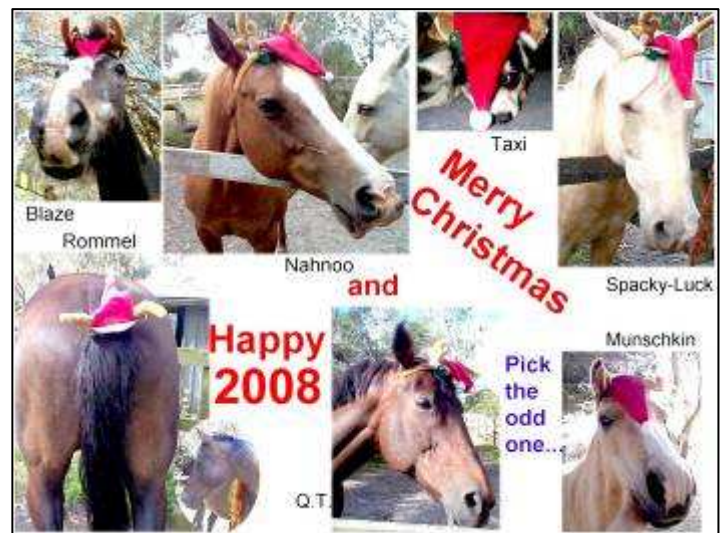 Taxi
Merry
Christmas
Blaze
Rommel
Nahnoo
and
Spacky-Luck
Happy
2008
Munschkin
Pick
the
odd
one...
Q.T.